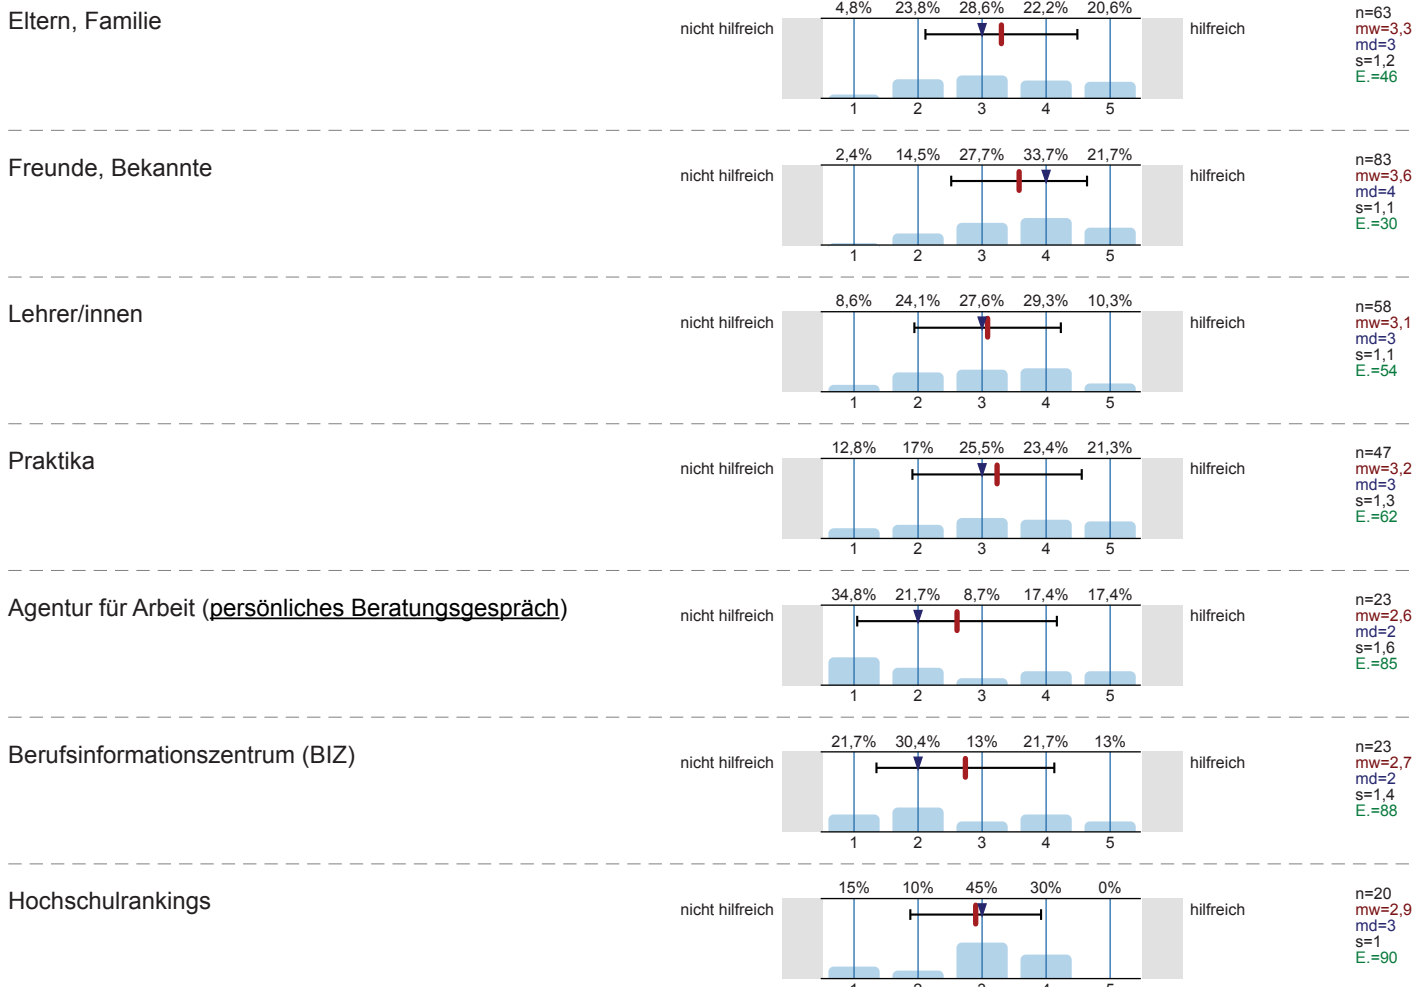 Eltern, Familie
nicht hilfreich
4,8% 23,8% 28,6% 22,2% 20,6%
1 2 3 4 5
hilfreich
n=63
mw=3,3
md=3
s=1,2
E.=46
Freunde, Bekannte
nicht hilfreich
2,4% 14,5% 27,7% 33,7% 21,7%
1 2 3 4 5
hilfreich
n=83
mw=3,6
md=4
s=1,1
E.=30
Lehrer/innen
nicht hilfreich
8,6% 24,1% 27,6% 29,3% 10,3%
1 2 3 4 5
hilfreich
n=58
mw=3,1
md=3
s=1,1
E.=54
Praktika
nicht hilfreich
12,8% 17% 25,5% 23,4% 21,3%
1 2 3 4 5
hilfreich
n=47
mw=3,2
md=3
s=1,3
E.=62
Agentur für Arbeit (persönliches Beratungsgespräch)
nicht hilfreich
34,8% 21,7% 8,7% 17,4% 17,4%
1 2 3 4 5
hilfreich
n=23
mw=2,6
md=2
s=1,6
E.=85
Berufsinformationszentrum (BIZ)
nicht hilfreich
21,7% 30,4% 13% 21,7% 13%
1 2 3 4 5
hilfreich
n=23
mw=2,7
md=2
s=1,4
E.=88
Hochschulrankings
nicht hilfreich
15% 10% 45% 30% 0%
1 2 3 4 5
hilfreich
n=20
mw=2,9
md=3
s=1
E.=90